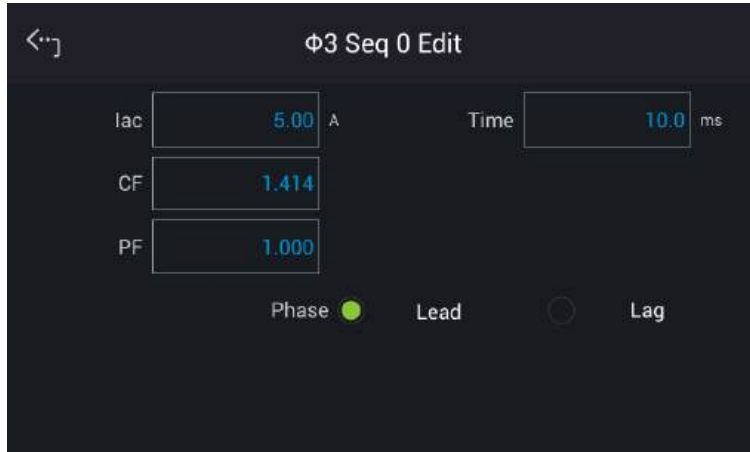 Φ3 Seq 0 Edit
Iac 5.00 A Time 10.0 ms
CF 1.414
PF 1.000
Phase Lead Lag